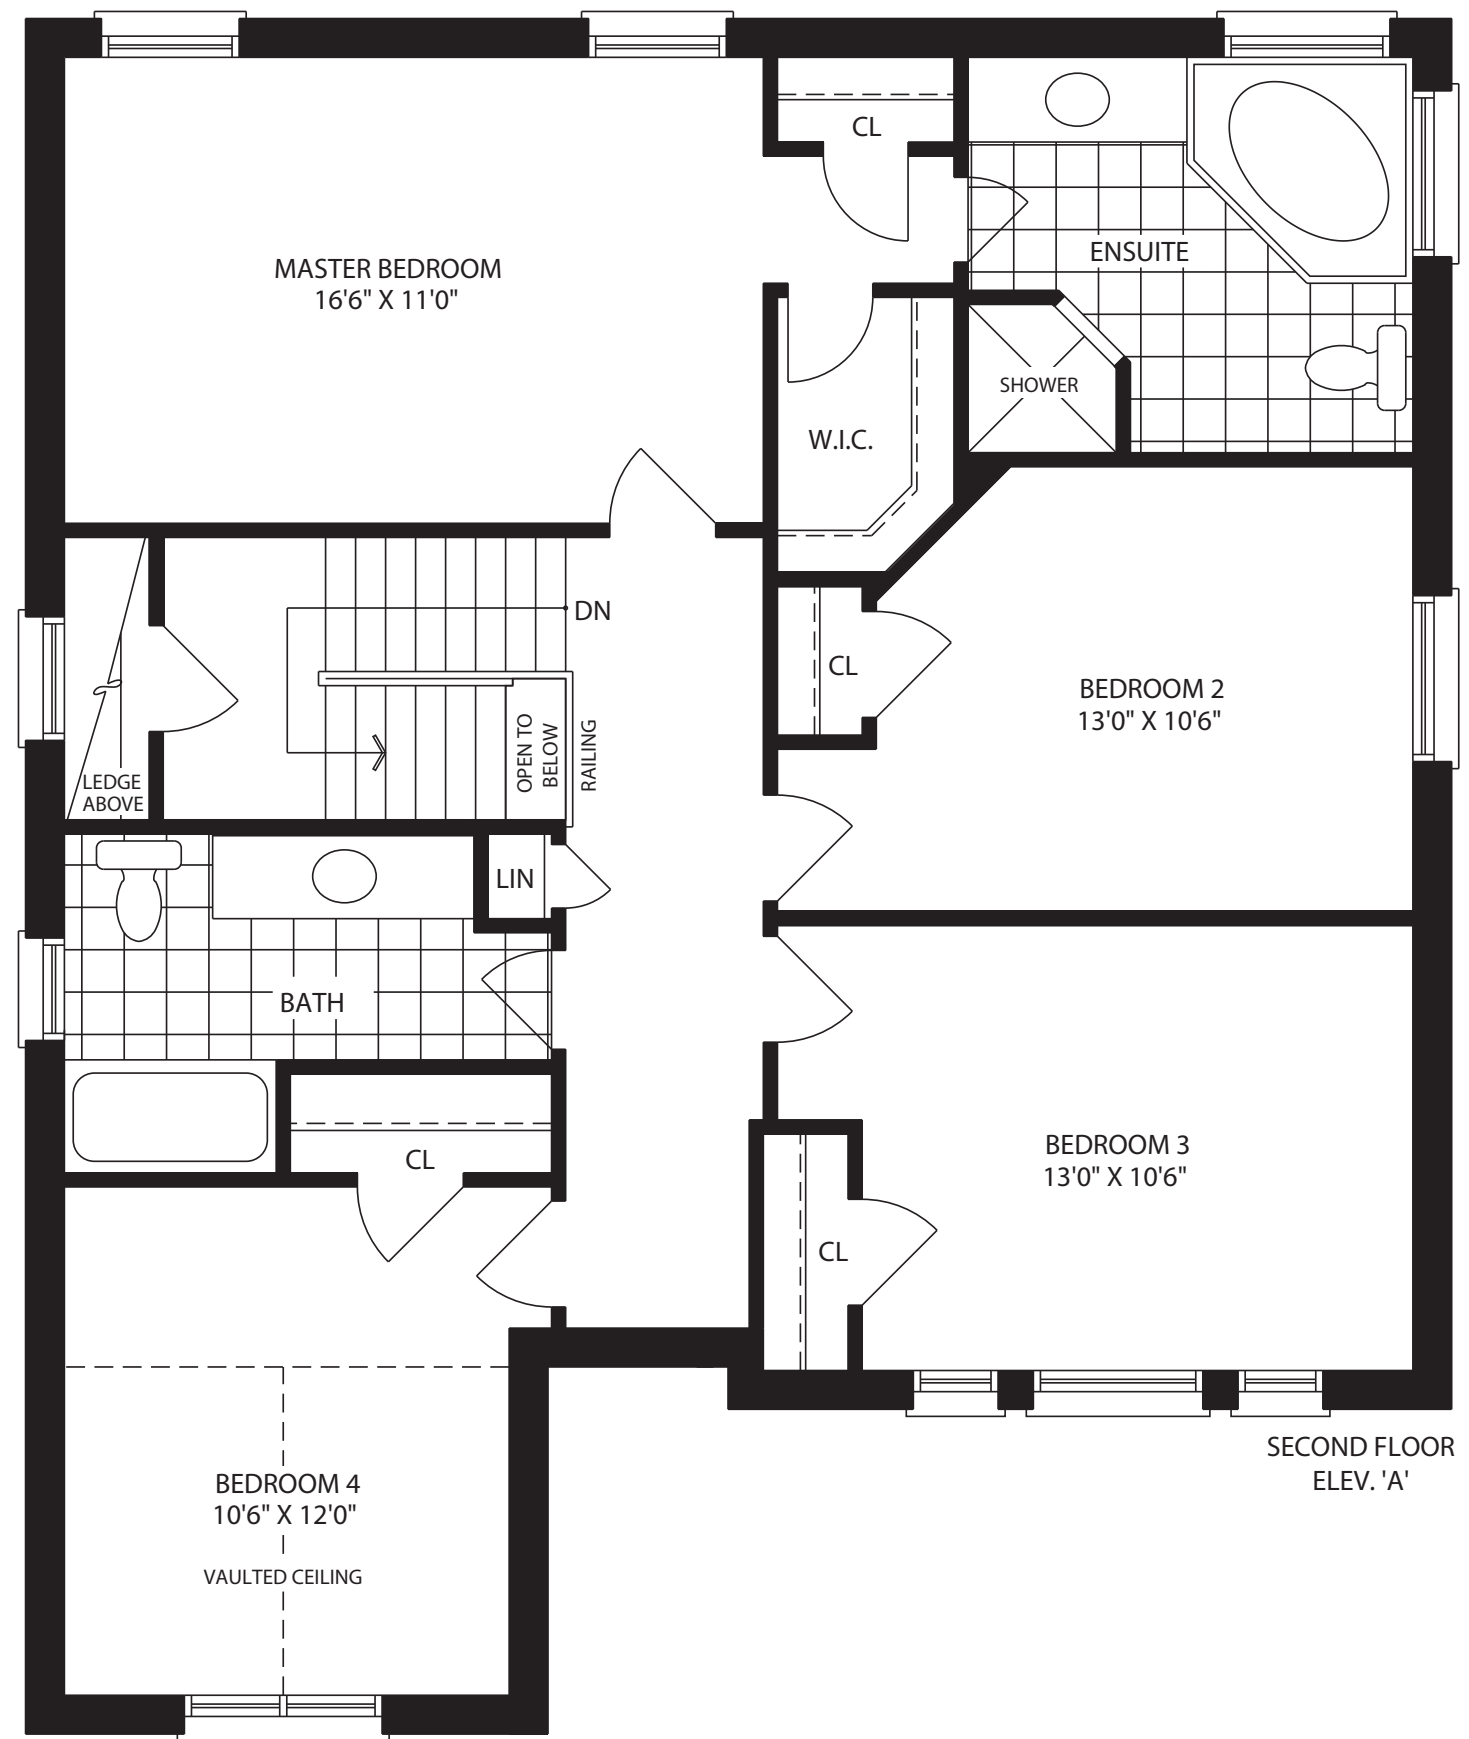 CL
MASTER BEDROOM
16'6" X 11'0"
ENSUITE
SHOWER
W.I.C.
DN
CL
BEDROOM 2
13'0" X 10'6"
OPEN TO
BELOW
RAILING
LEDGE
ABOVE
LIN
BATH
CL
BEDROOM 3
13'0" X 10'6"
CL
SECOND FLOOR
ELEV. 'A'
BEDROOM 4
10'6" X 12'0"
VAULTED CEILING